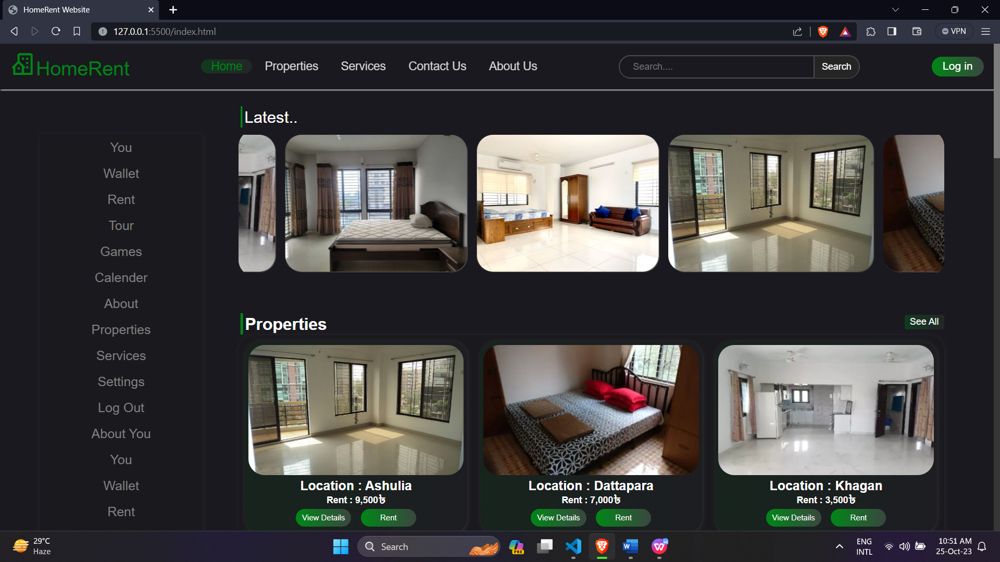 HomeRent Website
127.0.0.1:5500/index.html
VPN
HomeRent
Home
Properties
Services
Contact Us
About Us
Search....
Search
Log in
Latest..
You
Wallet
Rent
Tour
Games
Calender
About
Properties
Services
Settings
Log Out
About You
You
Wallet
Rent
Properties
See All
Location : Ashulia
Rent : 9,500৳
View Details
Rent
Location : Dattapara
Rent : 7,000৳
View Details
Rent
Location : Khagan
Rent : 3,500৳
View Details
Rent
29°C
Haze
Search
PRE
ENG
INTL
10:51 AM
25-Oct-23